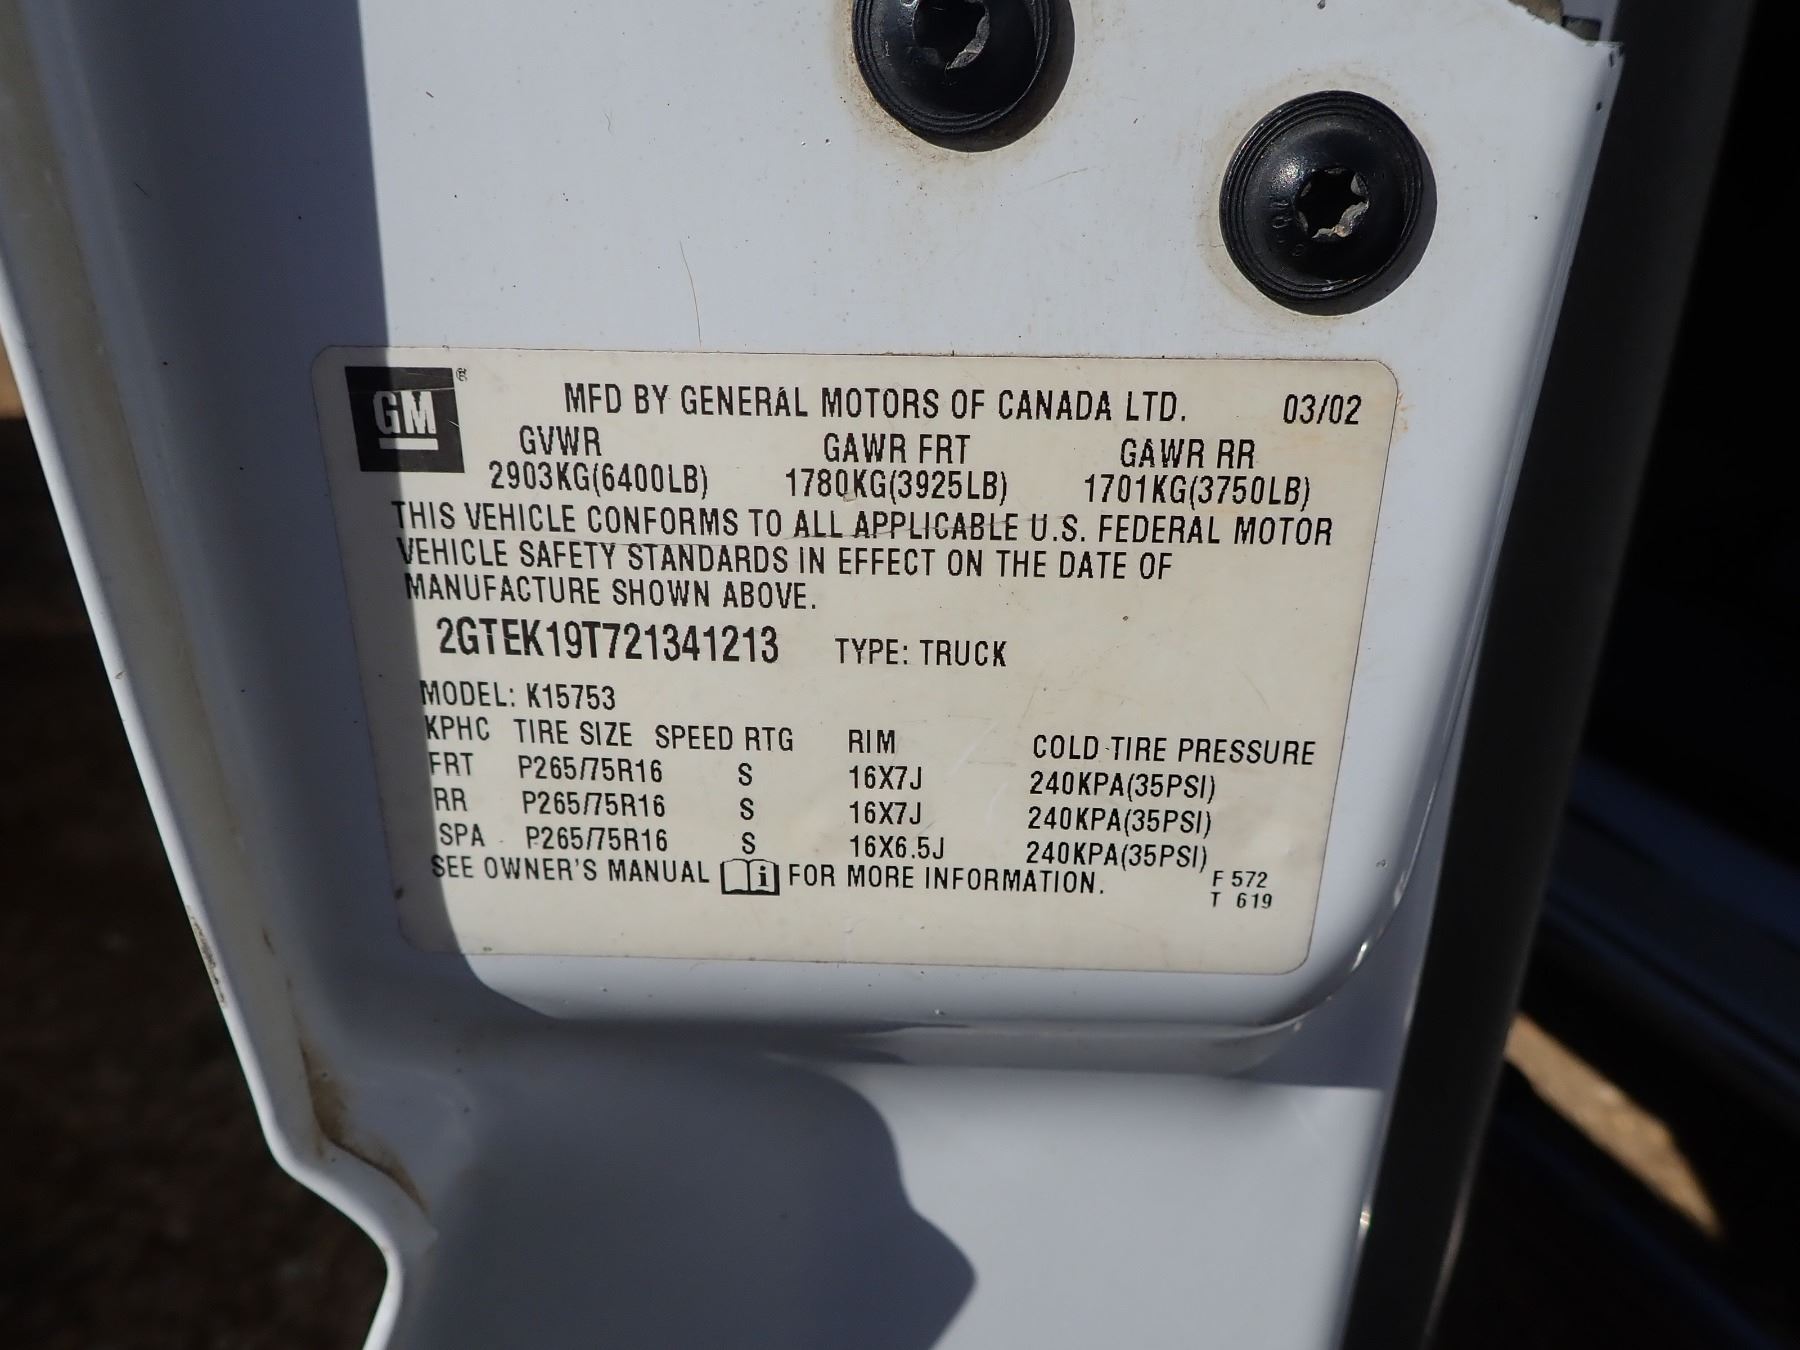 GM®
MFD BY GENERAL MOTORS OF CANADA LTD. 03/02
GVWR GAWR FRT GAWR RR
2903KG(6400LB) 1780KG(3925LB) 1701KG(3750LB)
THIS VEHICLE CONFORMS TO ALL APPLICABLE U.S. FEDERAL MOTOR
VEHICLE SAFETY STANDARDS IN EFFECT ON THE DATE OF
MANUFACTURE SHOWN ABOVE.
2GTEK19T721341213 TYPE: TRUCK
MODEL: K15753
KPHC TIRE SIZE SPEED RTG RIM COLD TIRE PRESSURE
FRT P265/75R16 S 16X7J 240KPA(35PSI)
RR P265/75R16 S 16X7J 240KPA(35PSI)
SPA P265/75R16 S 16X6.5J 240KPA(35PSI)
SEE OWNER'S MANUAL i FOR MORE INFORMATION.
F 572
T 619